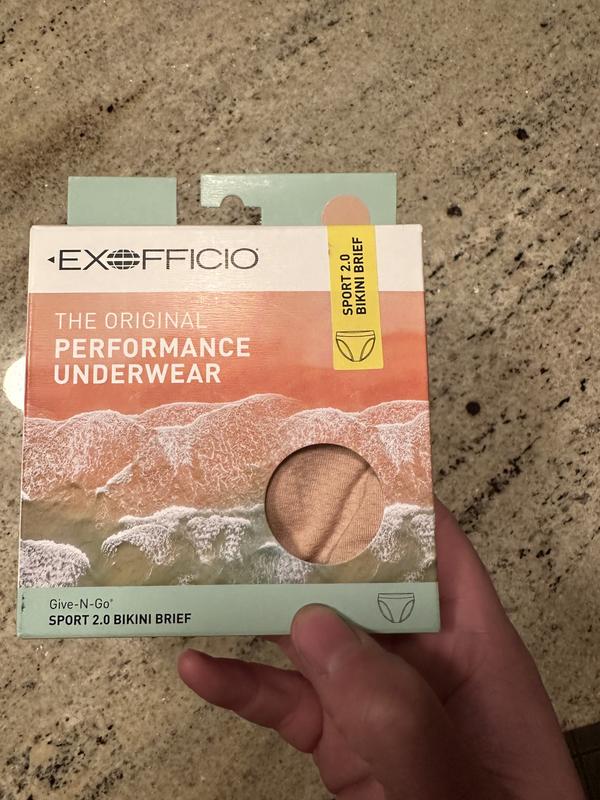 EXOFFICIO®
SPORT 2.0
BIKINI BRIEF
THE ORIGINAL
PERFORMANCE
UNDERWEAR
Give-N-Go®
SPORT 2.0 BIKINI BRIEF